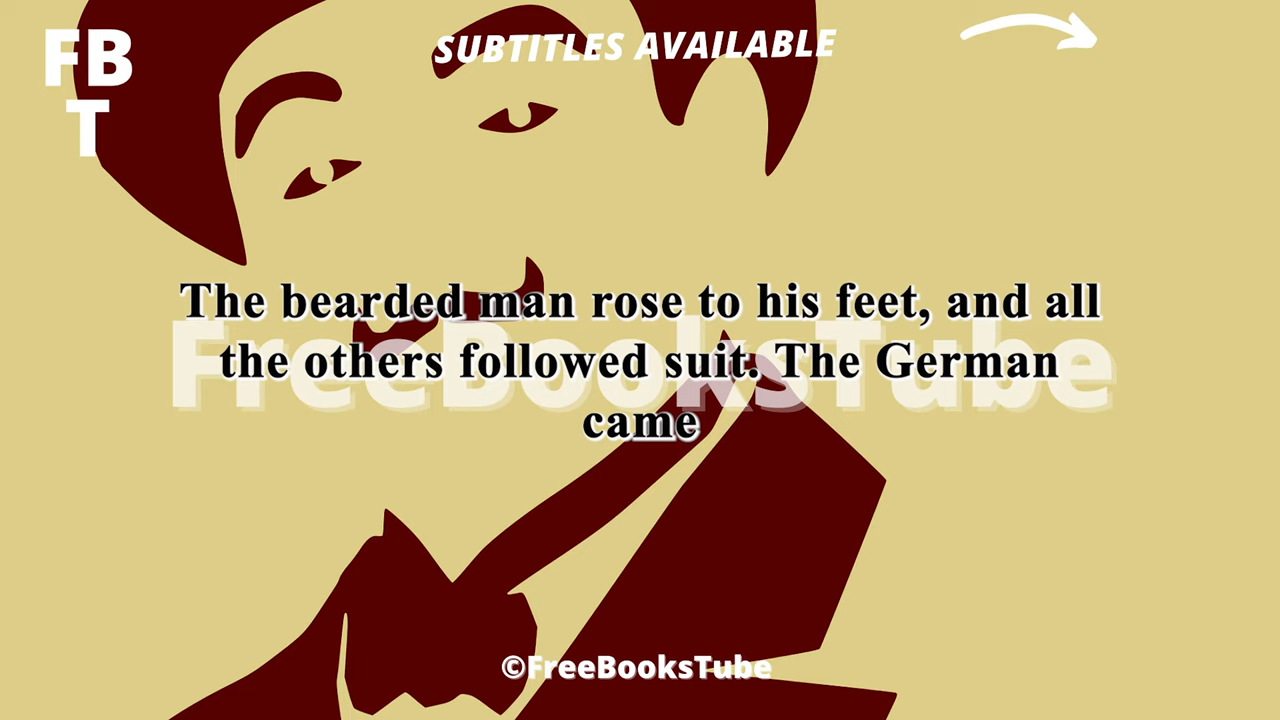 FB
T
SUBTITLES AVAILABLE
The bearded man rose to his feet, and all
the others followed suit. The German
came
FreeBooksTube
©FreeBooksTube